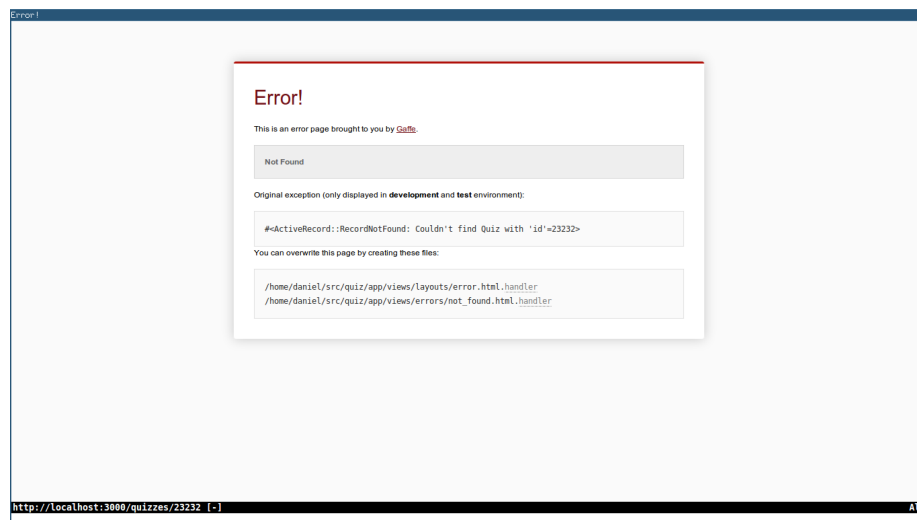 Error!
Error!
This is an error page brought to you by Gaffe.
Not Found
Original exception (only displayed in development and test environment):
#<ActiveRecord::RecordNotFound: Couldn't find Quiz with 'id'=23232>
You can overwrite this page by creating these files:
/home/daniel/src/quiz/app/views/layouts/error.html.handler
/home/daniel/src/quiz/app/views/errors/not_found.html.handler
http://localhost:3000/quizzes/23232 [-]